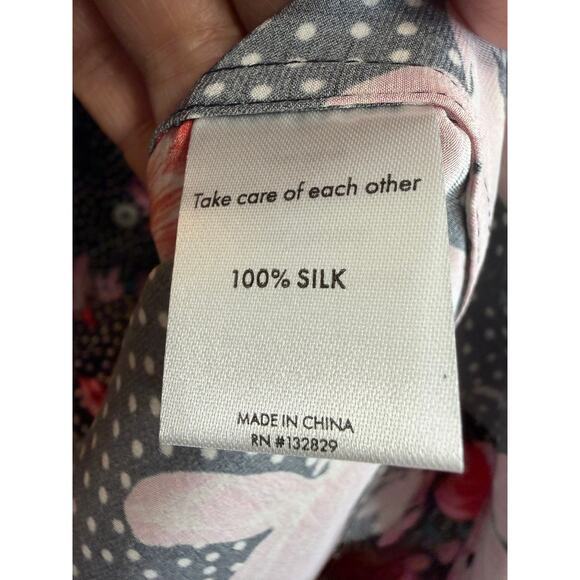 Take care of each other
100% SILK
MADE IN CHINA
RN #132829